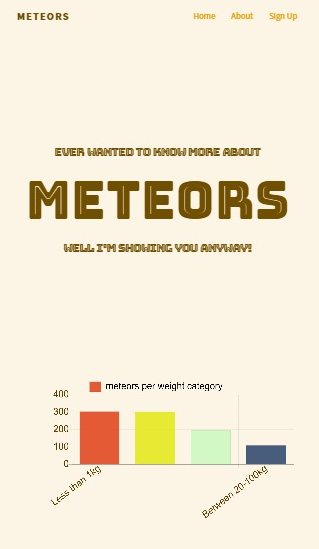 METEORS
Home About Sign Up
EVER WANTED TO KNOW MORE ABOUT
METEORS
WELL I'M SHOWING YOU ANYWAY!
meteors per weight category
400
300
200
100
0
Less than 1kg
Between 20-100kg